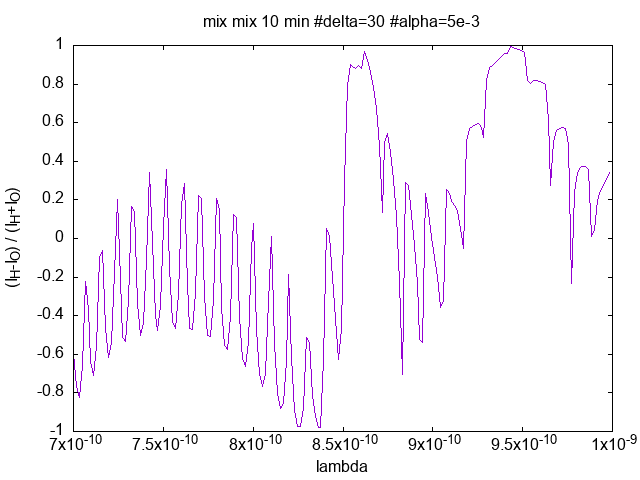 mix mix 10 min #delta=30 #alpha=5e-3
1
0.8
0.6
0.4
0.2
0
-0.2
-0.4
-0.6
-0.8
-1
(I_H-I_O) / (I_H+I_O)
7x10^-10 7.5x10^-10 8x10^-10 8.5x10^-10 9x10^-10 9.5x10^-10 1x10^-9
lambda